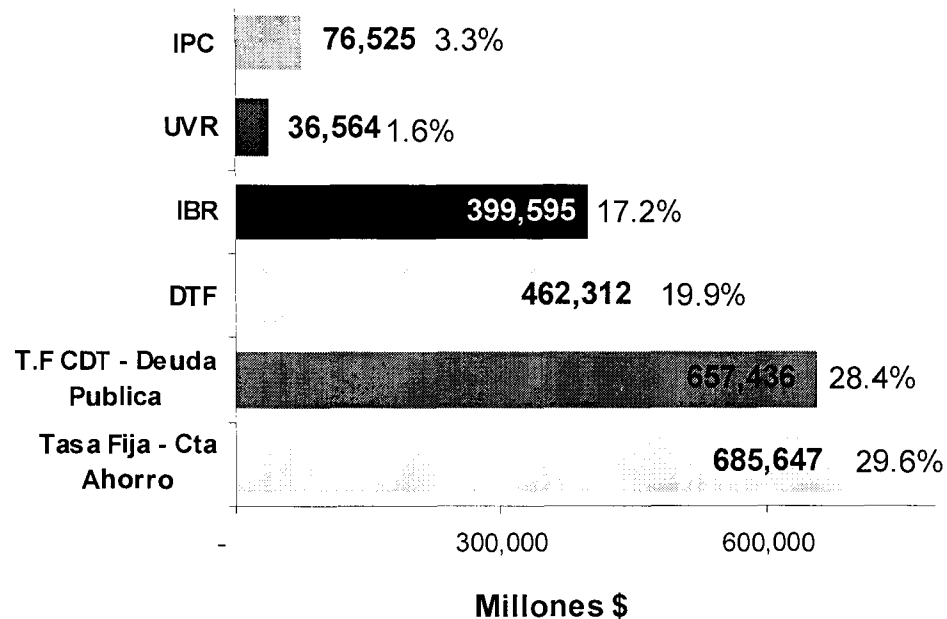 IPC 76,525 3.3%
UVR 36,564 1.6%
IBR 399,595 17.2%
DTF 462,312 19.9%
T.F CDT - Deuda
Publica
657,436 28.4%
Tasa Fija - Cta
Ahorro
685,647 29.6%
- 300,000 600,000
Millones $